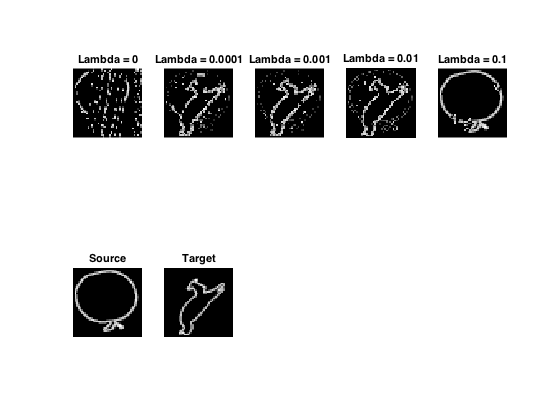 Lambda = 0
Lambda = 0.0001
Lambda = 0.001
Lambda = 0.01
Lambda = 0.1
Source
Target